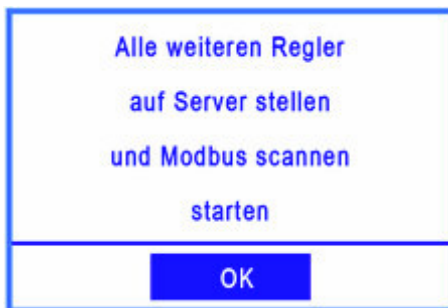 Alle weiteren Regler
auf Server stellen
und Modbus scannen
starten
OK